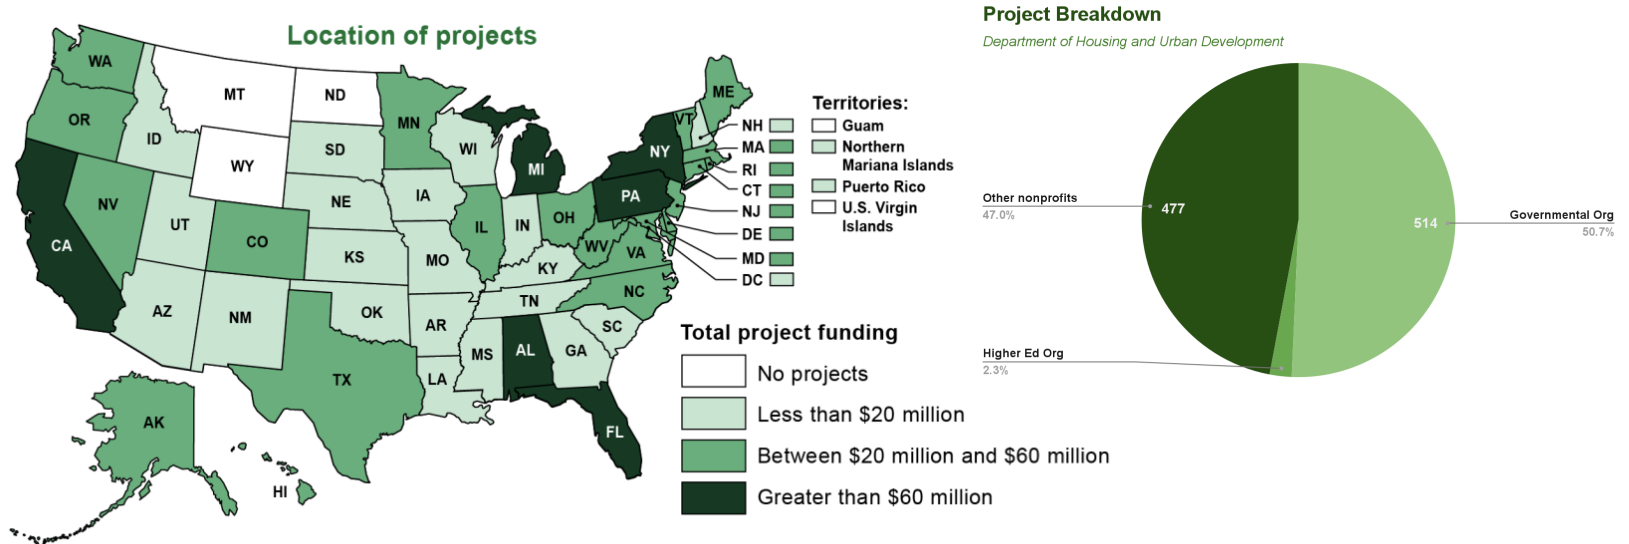 Location of projects
WA
OR
CA
ID
NV
UT
AZ
MT
WY
CO
NM
ND
SD
NE
KS
OK
TX
MN
IA
MO
AR
LA
WI
IL
MS
MI
IN
KY
TN
AL
OH
WV
VA
NC
SC
GA
FL
PA
NY
VT
ME
AK
HI
NH
MA
RI
CT
NJ
DE
MD
DC
Territories:
Guam
Northern
Mariana Islands
Puerto Rico
U.S. Virgin
Islands
Total project funding
No projects
Less than $20 million
Between $20 million and $60 million
Greater than $60 million
Project Breakdown
Department of Housing and Urban Development
Other nonprofits
47.0%
477
514
Governmental Org
50.7%
Higher Ed Org
2.3%